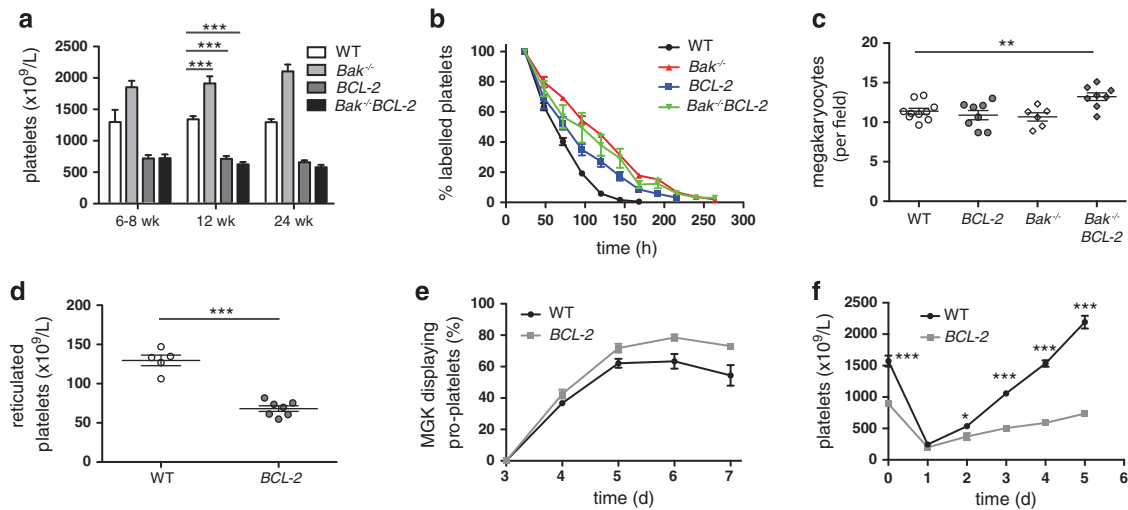 a
platelets (x10⁹/L)
2500
2000
1500
1000
500
0
***
***
***
6-8 wk
12 wk
24 wk
WT
Bak⁻/⁻
BCL-2
Bak⁻/⁻BCL-2
b
% labelled platelets
100
80
60
40
20
0
0
50
100
150
200
250
300
time (h)
WT
Bak⁻/⁻
BCL-2
Bak⁻/⁻BCL-2
c
megakaryocytes
(per field)
20
15
10
5
0
**
WT
BCL-2
Bak⁻/⁻
Bak⁻/⁻
BCL-2
d
reticulated
platelets (x10⁹/L)
200
150
100
50
0
***
WT
BCL-2
e
MGK displaying
pro-platelets (%)
100
80
60
40
20
0
3
4
5
6
7
time (d)
WT
BCL-2
f
platelets (x10⁹/L)
2500
2000
1500
1000
500
0
WT
BCL-2
***
*
***
***
***
0
1
2
3
4
5
6
time (d)